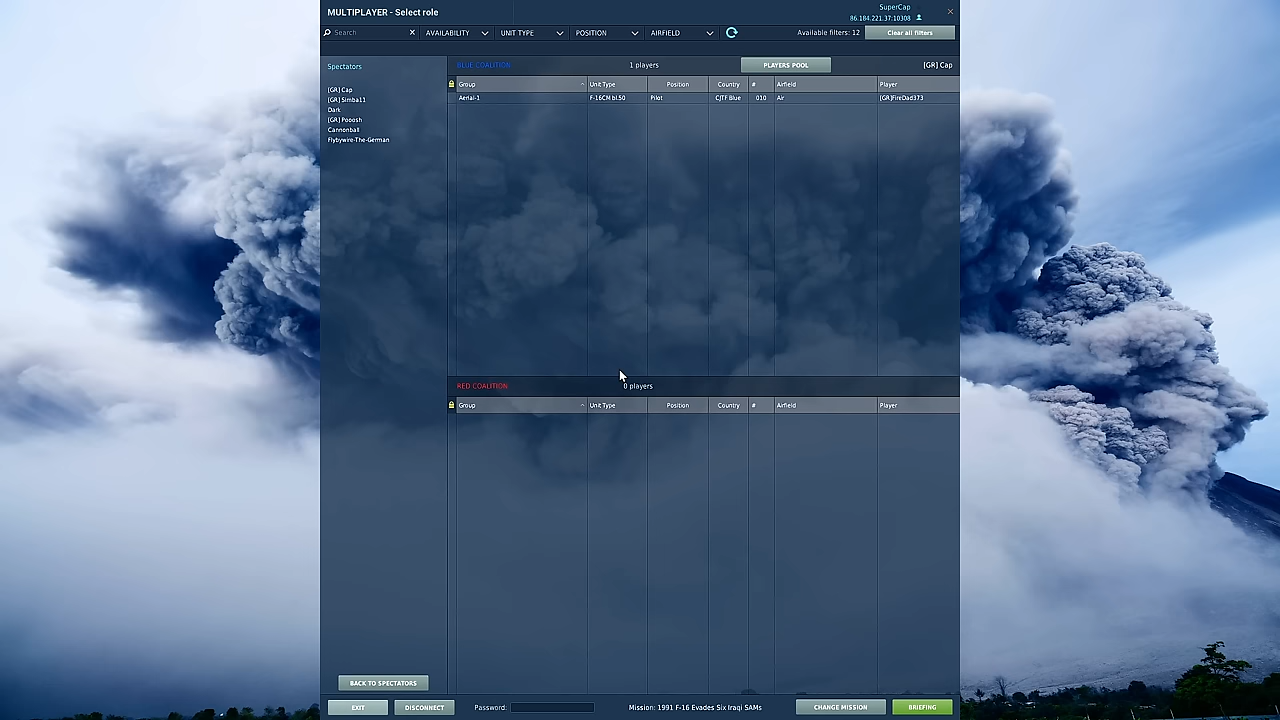 MULTIPLAYER - Select role
SuperCap
86.184.221.37:10308
Search
AVAILABILITY
UNIT TYPE
POSITION
AIRFIELD
Available filters: 12
Clear all filters
Spectators
[GR] Cap
[GR] Simba11
Dark
[GR] Pooosh
Cannonball
Flybywire-The-German
BLUE COALITION
1 players
PLAYERS POOL
[GR] Cap
Group Unit Type Position Country # Airfield Player
Aerial-1 F-16CM bl.50 Pilot CJTF Blue 010 Air [GR]FireDad373
RED COALITION
0 players
Group Unit Type Position Country # Airfield Player
BACK TO SPECTATORS
EXIT
DISCONNECT
Password:
Mission: 1991 F-16 Evades Six Iraqi SAMs
CHANGE MISSION
BRIEFING